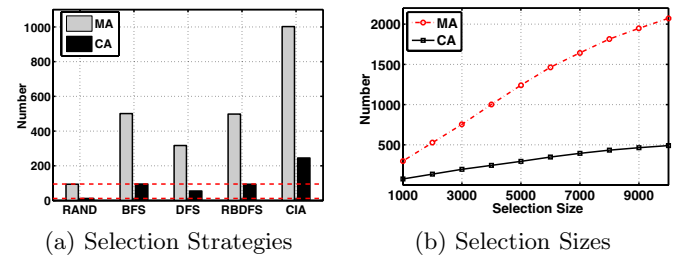 MA
CA
Number
1000
800
600
400
200
0
RAND BFS DFS RBDFS CIA
(a) Selection Strategies
MA
CA
Number
2000
1500
1000
500
1000 3000 5000 7000 9000
Selection Size
(b) Selection Sizes